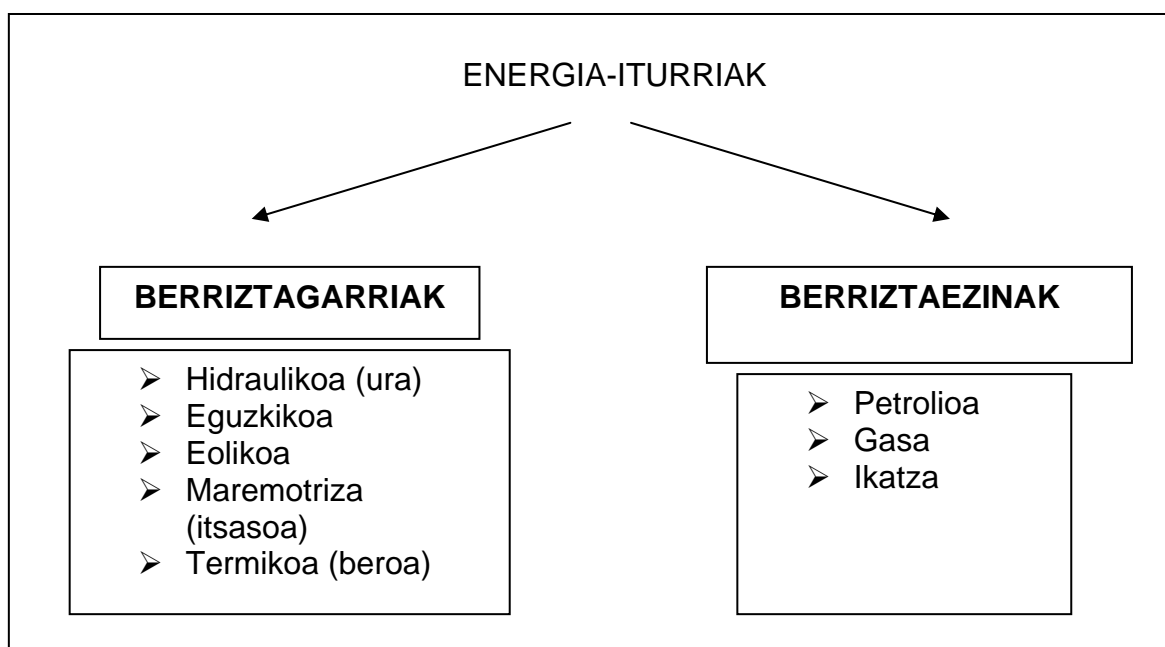 ENERGIA-ITURRIAK
BERRIZTAGARRIAK
➢ Hidraulikoa (ura)
➢ Eguzkikoa
➢ Eolikoa
➢ Maremotriza
(itsasoa)
➢ Termikoa (beroa)
BERRIZTAEZINAK
➢ Petrolioa
➢ Gasa
➢ Ikatza